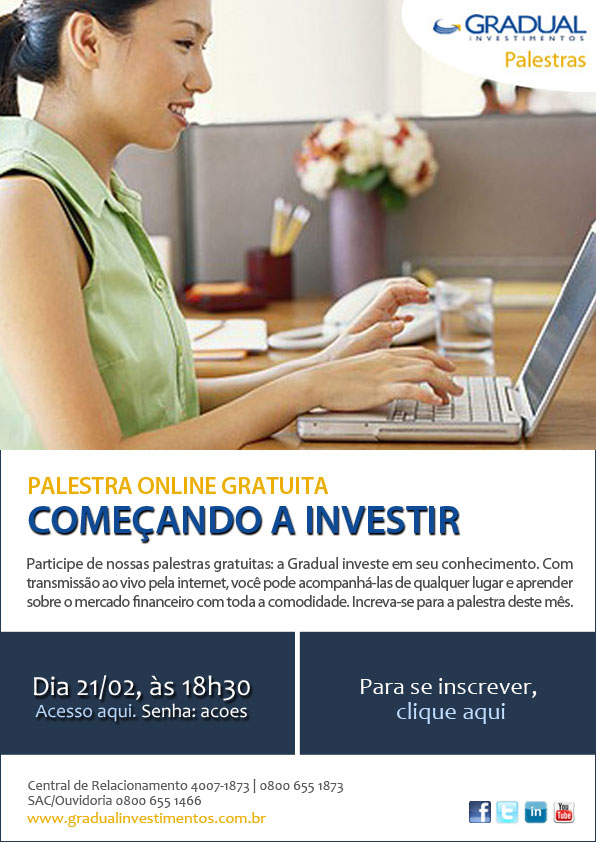 GRADUAL
INVESTIMENTOS
Palestras
PALESTRA ONLINE GRATUITA
COMEÇANDO A INVESTIR
Participe de nossas palestras gratuitas: a Gradual investe em seu conhecimento. Com
transmissão ao vivo pela internet, você pode acompanhá-las de qualquer lugar e aprender
sobre o mercado financeiro com toda a comodidade. Increva-se para a palestra deste mês.
Dia 21/02, às 18h30
Acesso aqui. Senha: acoes
Para se inscrever,
clique aqui
Central de Relacionamento 4007-1873 | 0800 655 1873
SAC/Ouvidoria 0800 655 1466
www.gradualinvestimentos.com.br
f t in You Tube